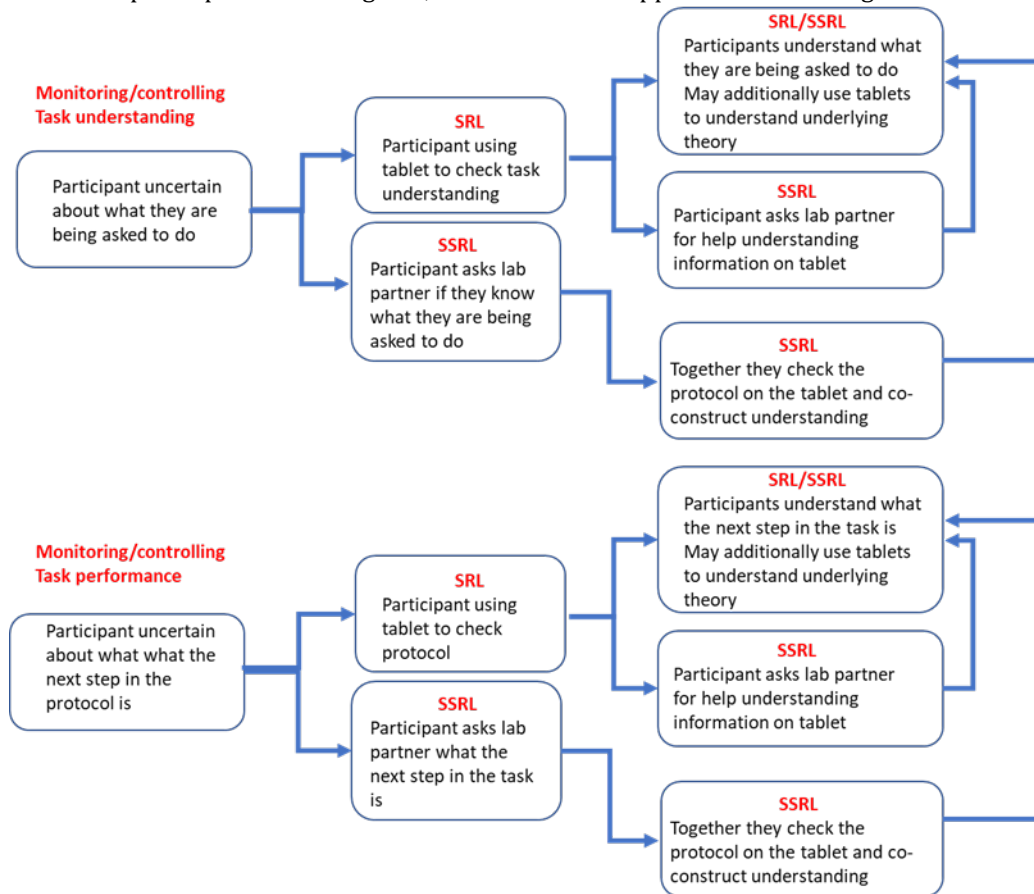 Monitoring/controlling
Task understanding
Participant uncertain
about what they are
being asked to do
SRL
Participant using
tablet to check task
understanding
SSRL
Participant asks lab
partner if they know
what they are being
asked to do
SRL/SSRL
Participants understand what
they are being asked to do
May additionally use tablets
to understand underlying
theory
SSRL
Participant asks lab partner
for help understanding
information on tablet
SSRL
Together they check the
protocol on the tablet and co-
construct understanding
Monitoring/controlling
Task performance
Participant uncertain
about what what the
next step in the
protocol is
SRL
Participant using
tablet to check
protocol
SSRL
Participant asks lab
partner what the
next step in the task
is
SRL/SSRL
Participants understand what
the next step in the task is
May additionally use tablets
to understand underlying
theory
SSRL
Participant asks lab partner
for help understanding
information on tablet
SSRL
Together they check the
protocol on the tablet and co-
construct understanding